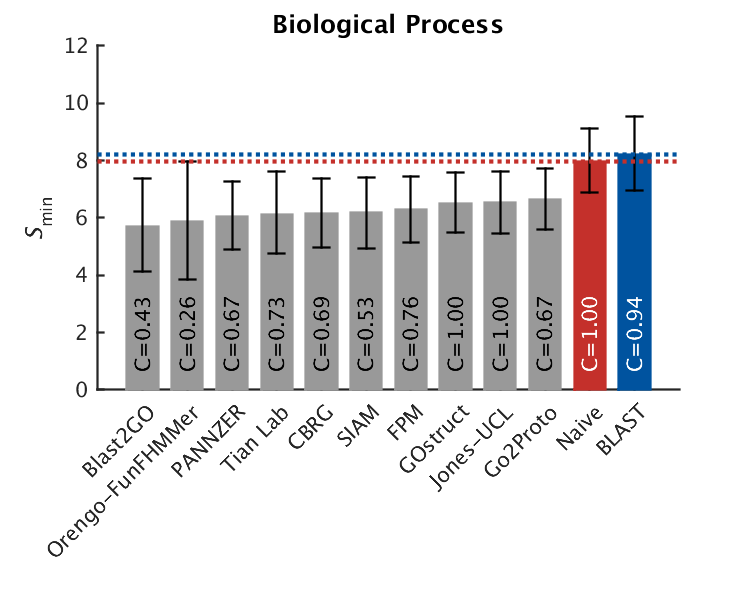 Biological Process
12
10
8
6
4
2
0
Smin
C=0.43
C=0.26
C=0.67
C=0.73
C=0.69
C=0.53
C=0.76
C=1.00
C=1.00
C=0.67
C=1.00
C=0.94
Blast2GO
Orengo-FunFHMMer
PANNZER
Tian Lab
CBRG
SIAM
FPM
GOstruct
Jones-UCL
Go2Proto
Naive
BLAST